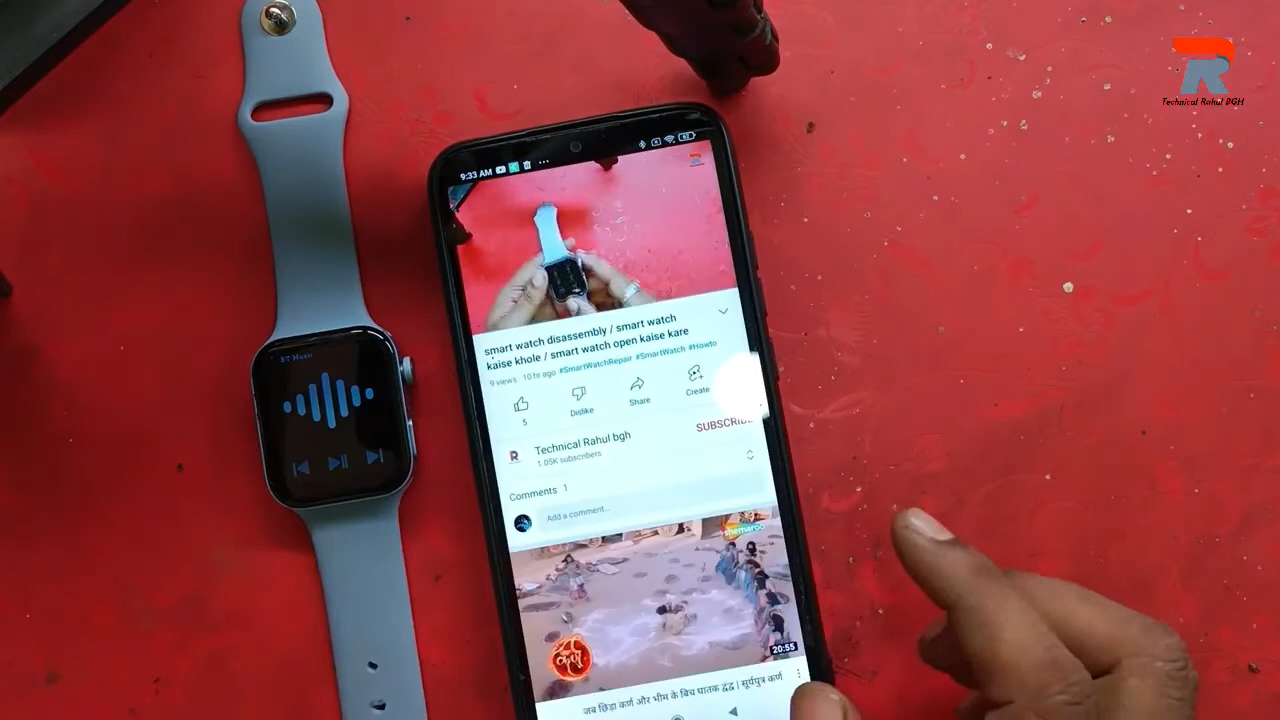 Technical Rahul BGH
9:33 AM
82
smart watch disassembly / smart watch
kaise khole / smart watch open kaise kare
9 views 10 hr ago #SmartWatchRepair #SmartWatch #Howto
5
Dislike
Share
Create
Technical Rahul bgh
1.05K subscribers
SUBSCRIBE
Comments 1
Add a comment...
shemaroo
कर्ण
20:55
जब छिड़ा कर्ण और भीम के बिच घातक द्वंद्व | सूर्यपुत्र कर्ण
BT Music